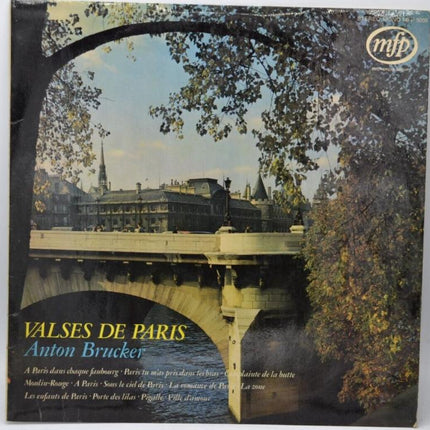 mfp
VALSES DE PARIS
Anton Brucker
A Paris dans chaque faubourg · Paris tu m'as pris dans tes bras · Complainte de la butte
Moulin-Rouge · A Paris · Sous le ciel de Paris · La romance de Paris · La zone
Les enfants de Paris · Porte des lilas · Pigalle · Ville d'amour